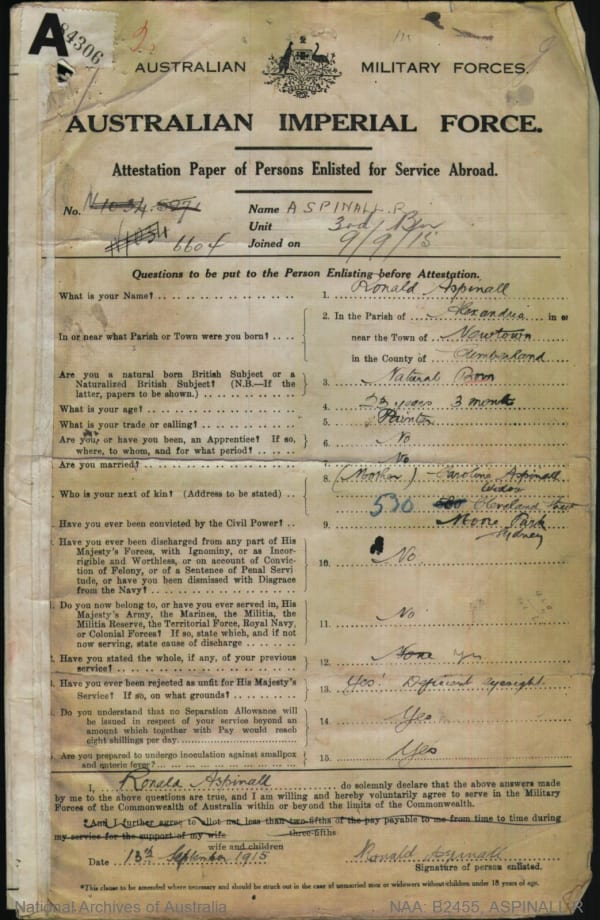 A
84306
AUSTRALIAN MILITARY FORCES.
AUSTRALIAN IMPERIAL FORCE.
Attestation Paper of Persons Enlisted for Service Abroad.
No. 6604 Name ASPINALL. R
Unit 3rd Bn
Joined on 9/9/15
Questions to be put to the Person Enlisting before Attestation.
What is your Name? 1. Ronald Aspinall
In or near what Parish or Town were you born? 2. In the Parish of Alexandria in or
near the Town of Newtown
in the County of Cumberland
Are you a natural born British Subject or a
Naturalized British Subject? (N.B.—If the
latter, papers to be shown.) 3. Natural Born
What is your age? 4. years 3 months
What is your trade or calling? 5. Painter
Are you, or have you been, an Apprentice? If so,
where, to whom, and for what period? 6. No
Are you married? 7. No
Who is your next of kin? (Address to be stated) 8. (Mother) Caroline Aspinall
Widow
530 Cleveland Street
Have you ever been convicted by the Civil Power? 9. Moore Park
Sydney
Have you ever been discharged from any part of His
Majesty's Forces, with Ignominy, or as Incor-
rigible and Worthless, or on account of Convic-
tion of Felony, or of a Sentence of Penal Servi
tude, or have you been dismissed with Disgrace
from the Navy? 10. No
Do you now belong to, or have you ever served in, His
Majesty's Army, the Marines, the Militia, the
Militia Reserve, the Territorial Force, Royal Navy,
or Colonial Forces? If so, state which, and if not
now serving, state cause of discharge 11. No
Have you stated the whole, if any, of your previous
service? 12. None yes
Have you ever been rejected as unfit for His Majesty's
Service? If so, on what grounds? 13. Yes! Deficient eyesight
Do you understand that no Separation Allowance will
be issued in respect of your service beyond an
amount which together with Pay would reach
eight shillings per day. 14. Yes
Are you prepared to undergo inoculation against smallpox
and enteric fever? 15. Yes
I, Ronald Aspinall do solemnly declare that the above answers made
by me to the above questions are true, and I am willing and hereby voluntarily agree to serve in the Military
Forces of the Commonwealth of Australia within or beyond the limits of the Commonwealth.
*And I further agree to allot not less than two-fifths of the pay payable to me from time to time during
three-fifths
my service for the support of my wife
wife and children
Date 13th September 1915 Ronald Aspinall
Signature of person enlisted.
*This clause to be amended where necessary and should be struck out in the case of unmarried men or widowers without children under 18 years of age.
National Archives of Australia NAA: B2455, ASPINALL R